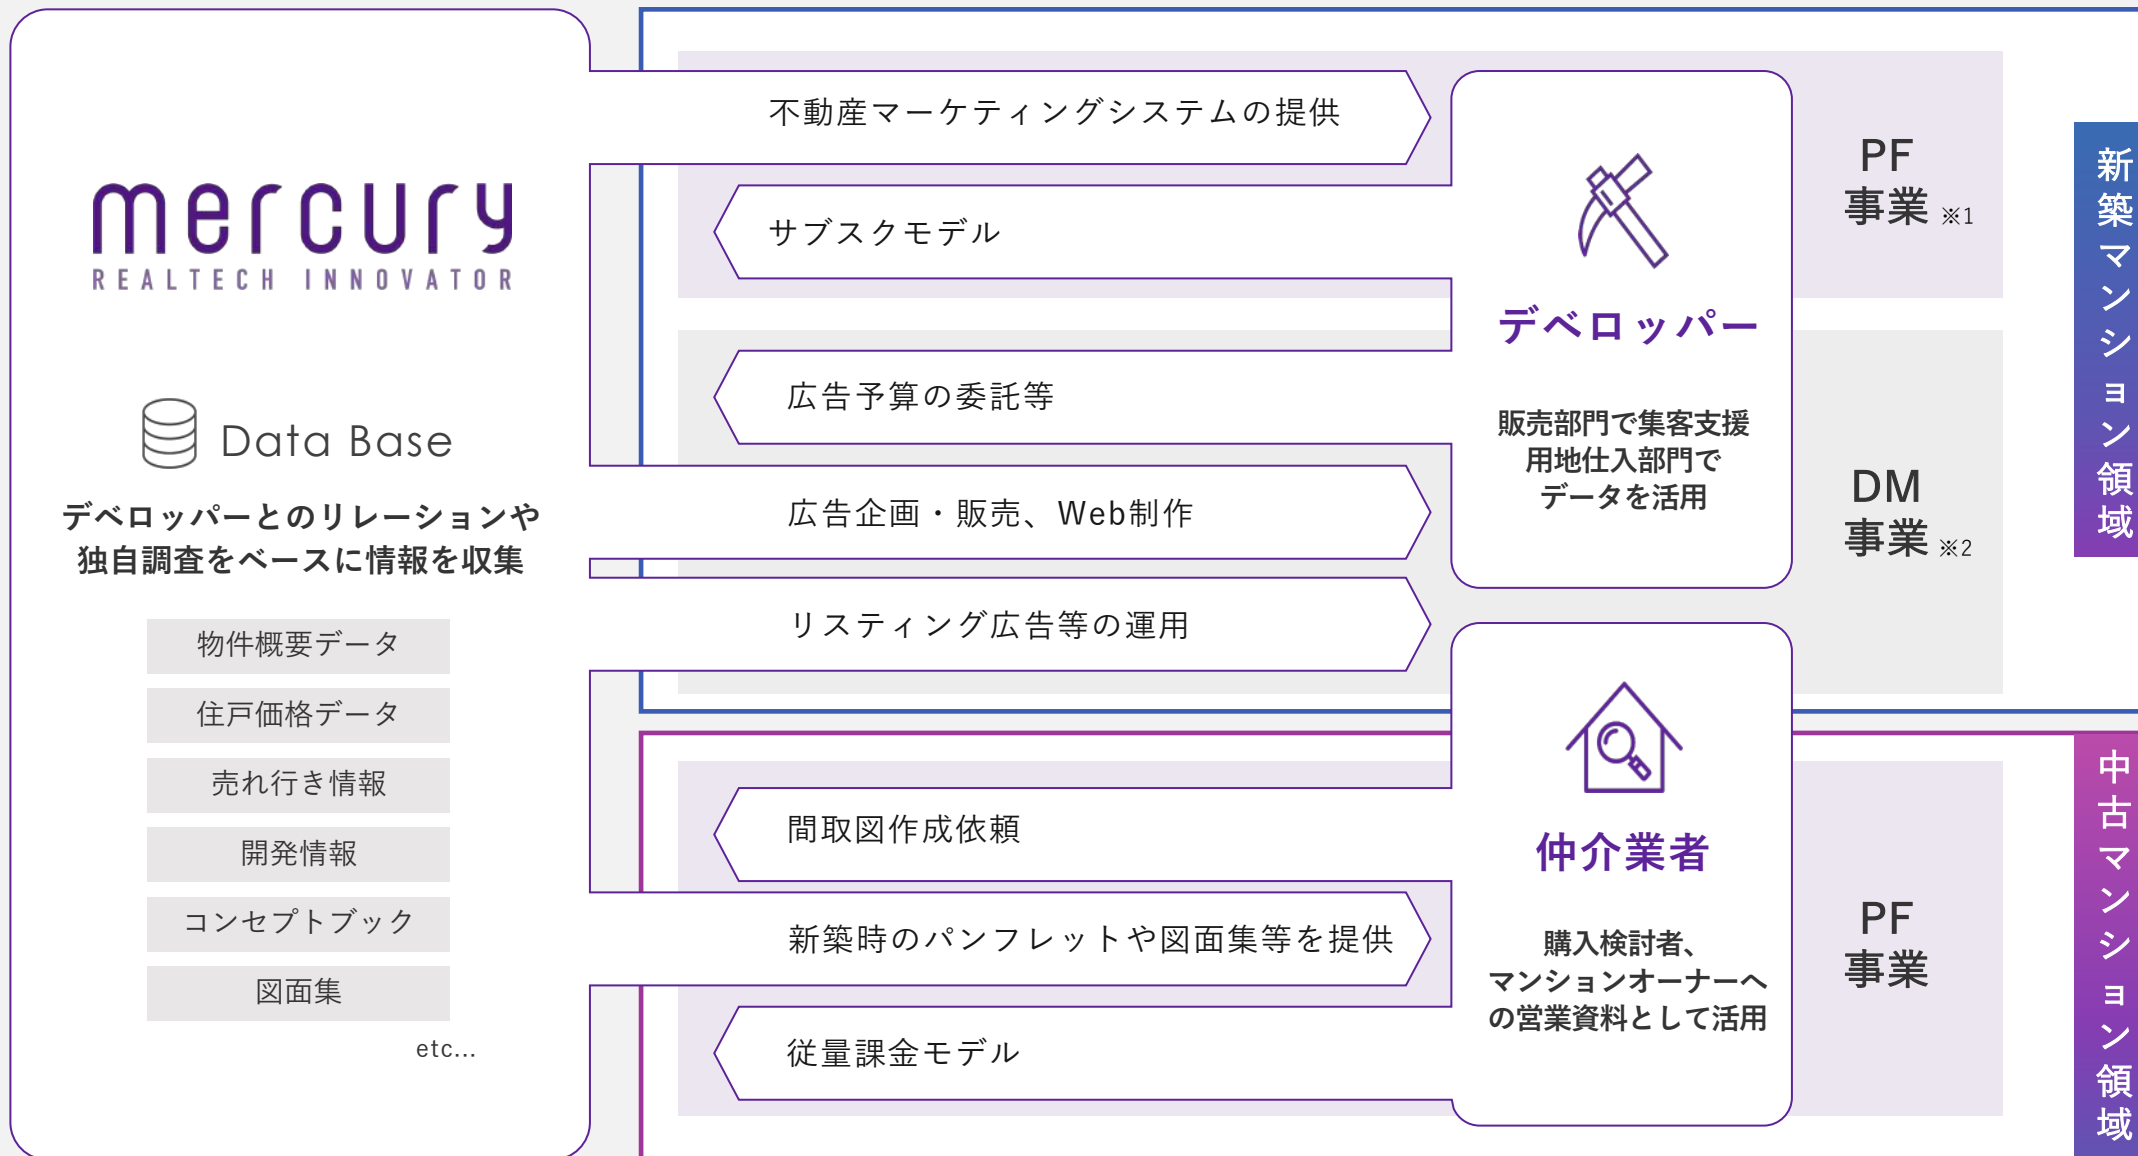 mercury
REALTECH INNOVATOR
Data Base
デベロッパーとのリレーションや
独自調査をベースに情報を収集
物件概要データ
住戸価格データ
売れ行き情報
開発情報
コンセプトブック
図面集
etc...
不動産マーケティングシステムの提供
サブスクモデル
広告予算の委託等
広告企画・販売、Web制作
リスティング広告等の運用
間取図作成依頼
新築時のパンフレットや図面集等を提供
従量課金モデル
デベロッパー
販売部門で集客支援
用地仕入部門で
データを活用
仲介業者
購入検討者、
マンションオーナーへ
の営業資料として活用
PF
事業 ※1
DM
事業 ※2
PF
事業
新築マンション領域
中古マンション領域